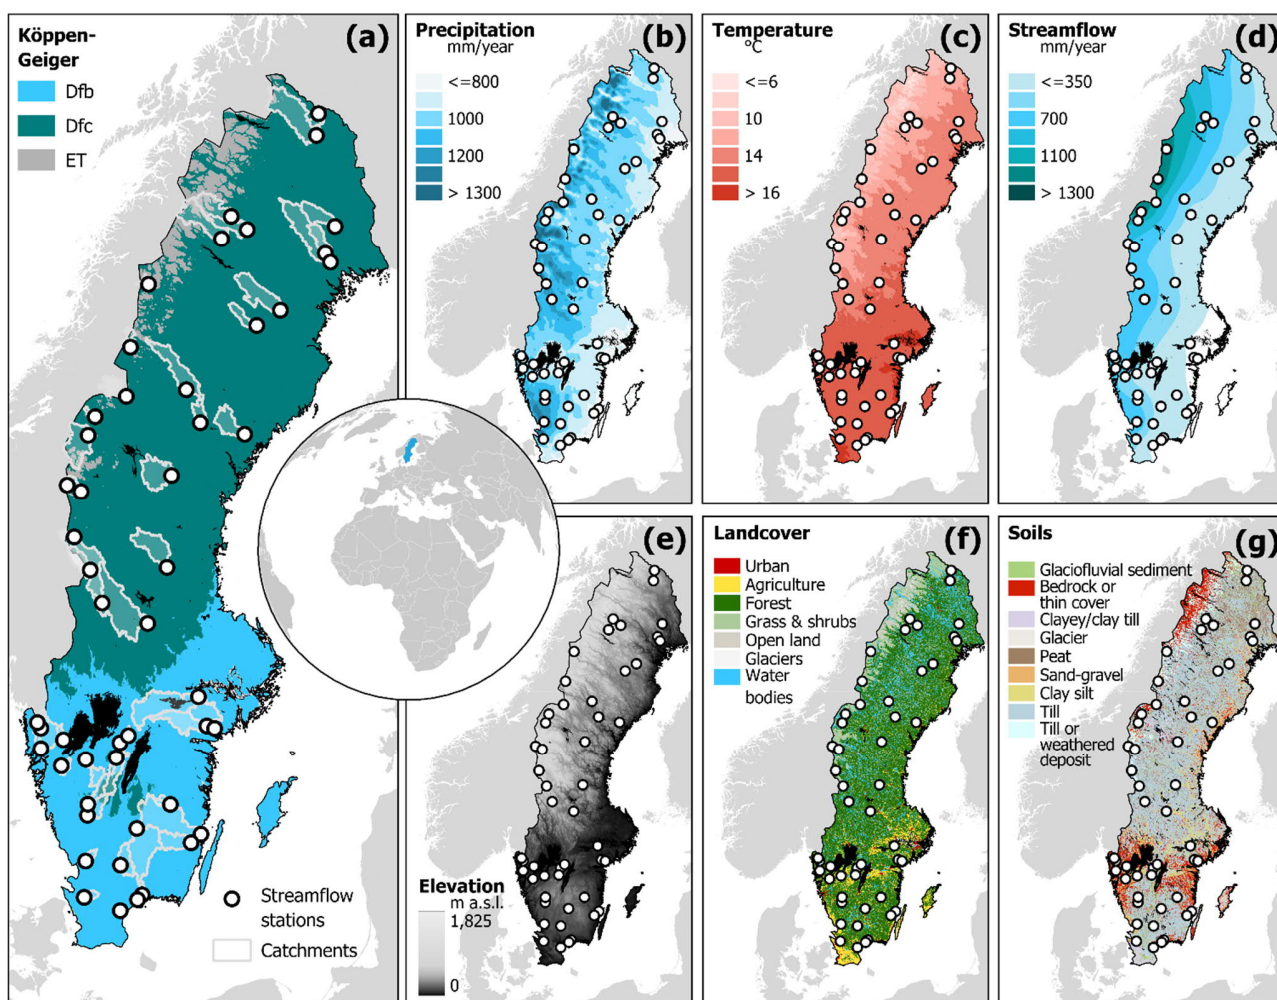 Köppen-
Geiger
(a)
Dfb
Dfc
ET
Streamflow
stations
Catchments
Precipitation
mm/year
(b)
<=800
1000
1200
> 1300
Temperature
°C
(c)
<=6
10
14
> 16
Streamflow
mm/year
(d)
<=350
700
1100
> 1300
(e)
Elevation
m a.s.l.
1,825
0
Landcover
(f)
Urban
Agriculture
Forest
Grass & shrubs
Open land
Glaciers
Water
bodies
Soils
(g)
Glaciofluvial sediment
Bedrock or
thin cover
Clayey/clay till
Glacier
Peat
Sand-gravel
Clay silt
Till
Till or
weathered
deposit